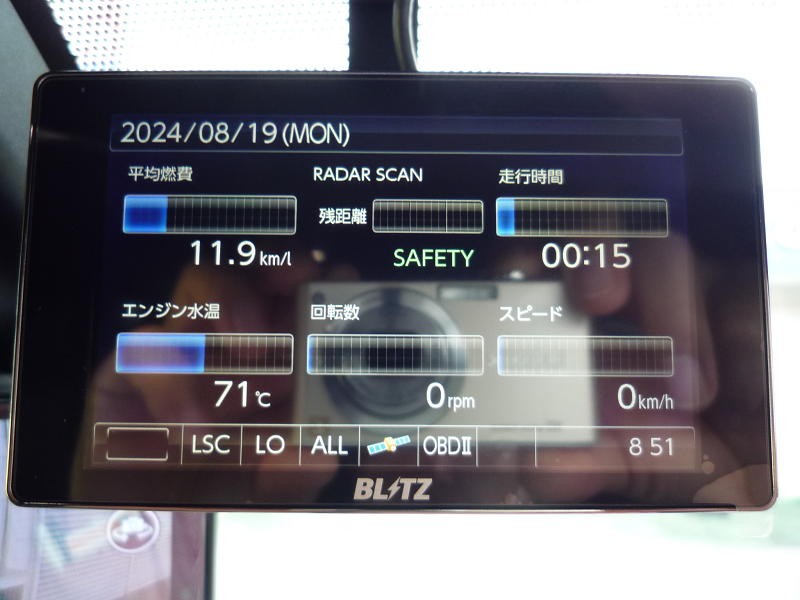 2024/08/19(MON)
平均燃費 RADAR SCAN 走行時間
残距離
11.9km/l SAFETY 00:15
エンジン水温 回転数 スピード
71℃ 0rpm 0km/h
LSC LO ALL OBDⅡ 8 51
BLITZ